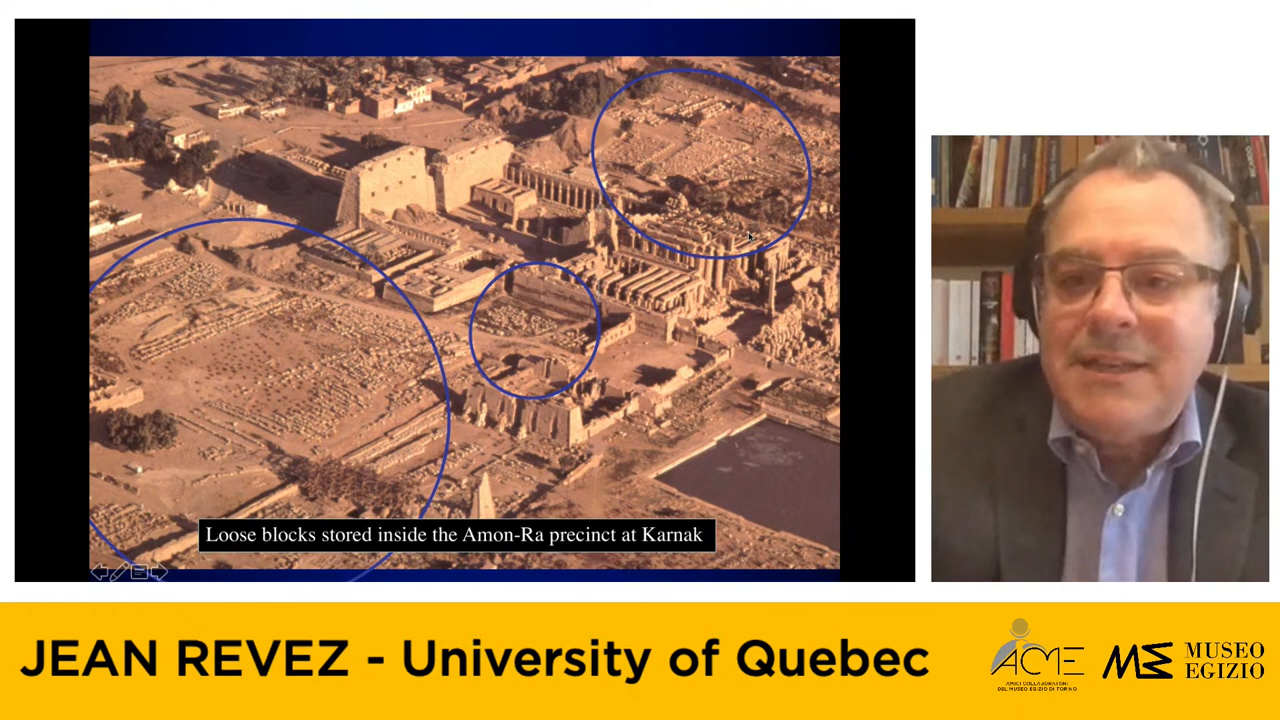 Loose blocks stored inside the Amon-Ra precinct at Karnak
JEAN REVEZ - University of Quebec
ACME
AMICI COLLABORATORI
DEL MUSEO EGIZIO DI TORINO
ME
MUSEO
EGIZIO